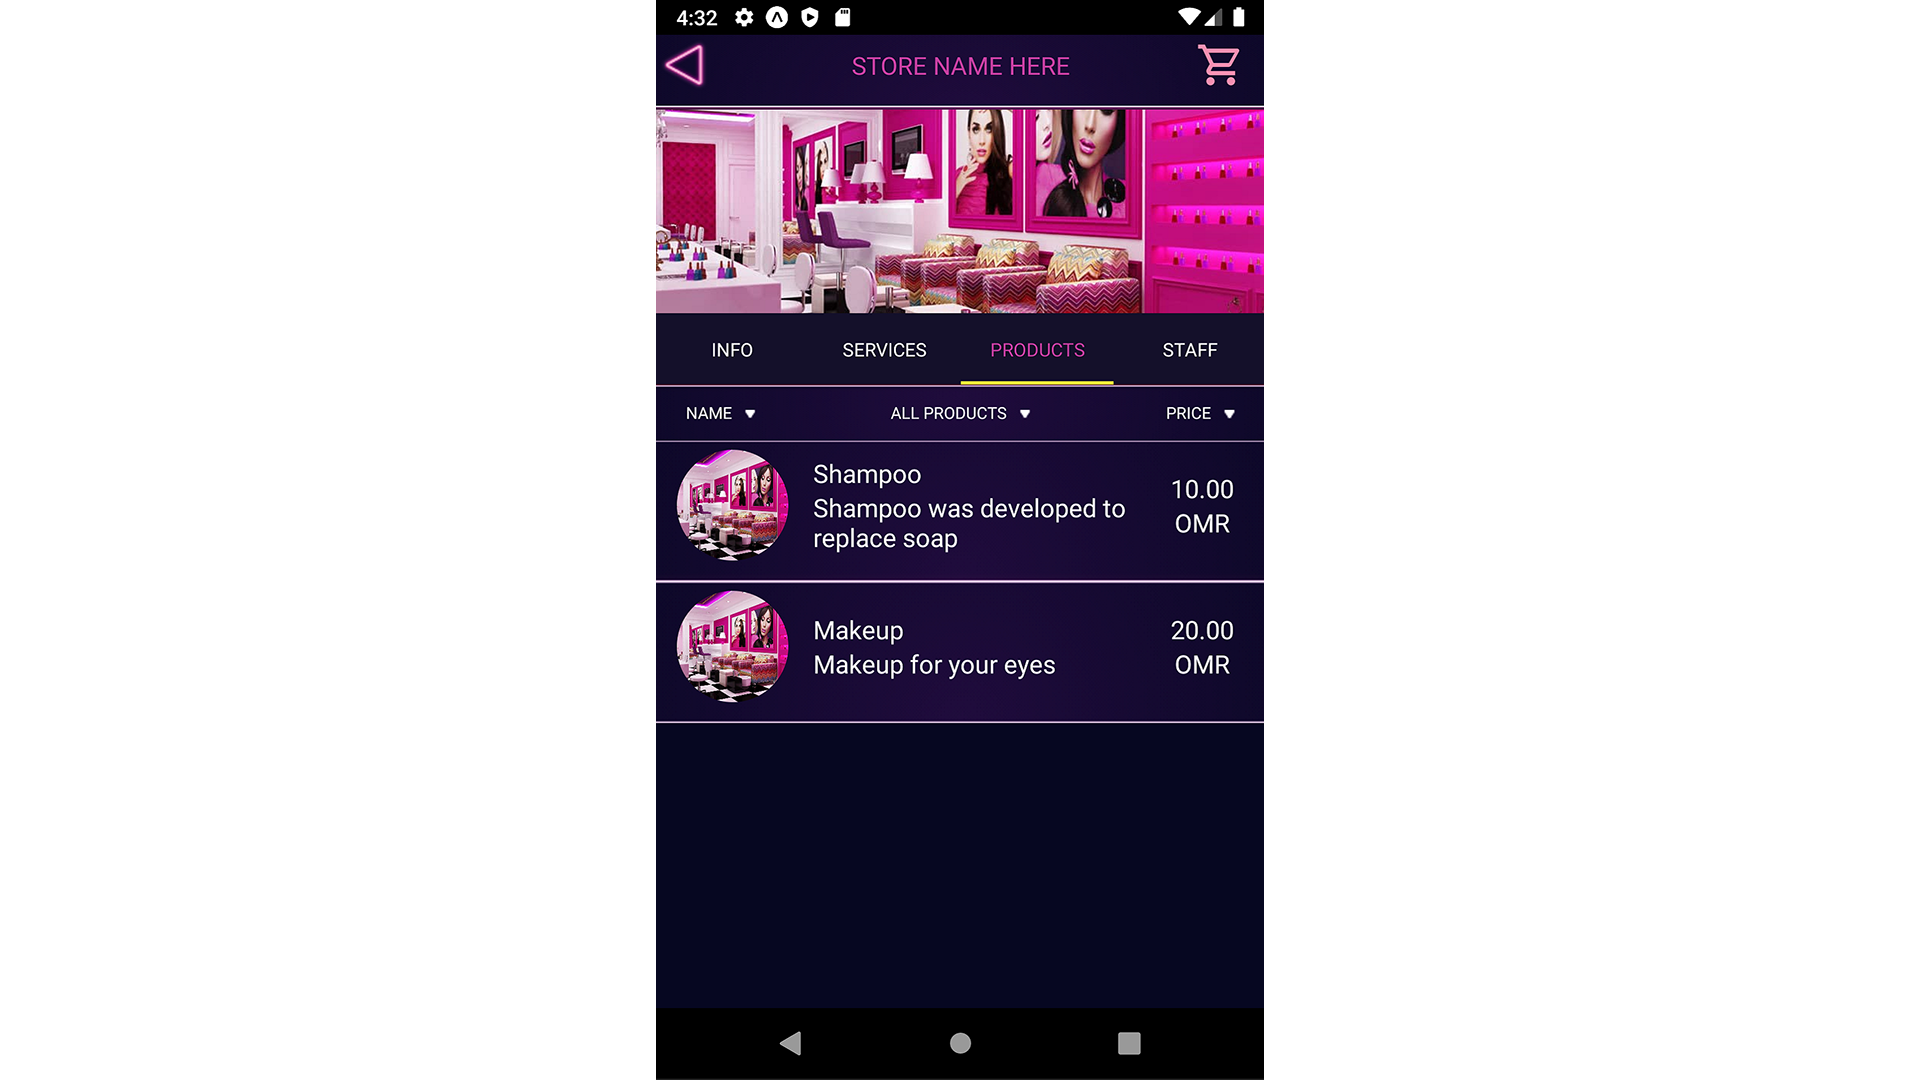 4:32
STORE NAME HERE
INFO
SERVICES
PRODUCTS
STAFF
NAME
ALL PRODUCTS
PRICE
Shampoo
Shampoo was developed to
replace soap
10.00
OMR
Makeup
Makeup for your eyes
20.00
OMR